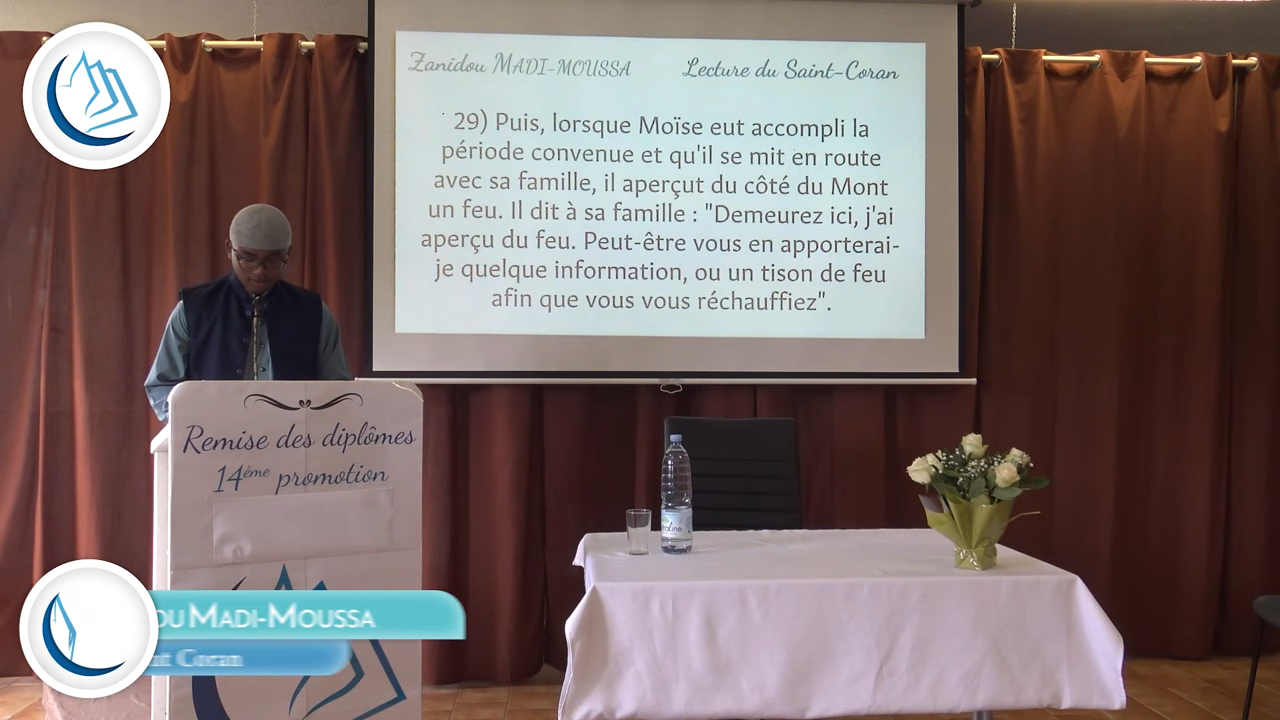 Zanidou MADI-MOUSSA Lecture du Saint-Coran
29) Puis, lorsque Moïse eut accompli la
période convenue et qu'il se mit en route
avec sa famille, il aperçut du côté du Mont
un feu. Il dit à sa famille : "Demeurez ici, j'ai
aperçu du feu. Peut-être vous en apporterai-
je quelque information, ou un tison de feu
afin que vous vous réchauffiez".
Remise des diplômes
14ème promotion
OU MADI-MOUSSA
nt Coran